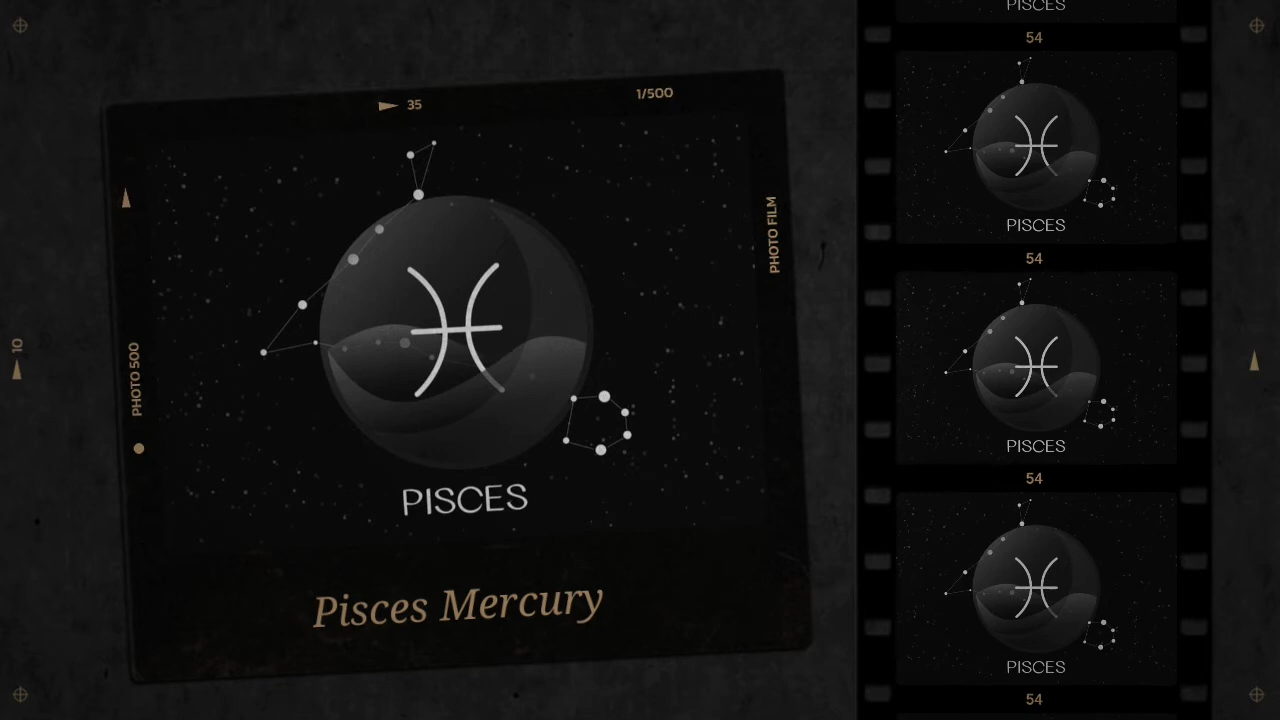 35
1/500
PHOTO FILM
PHOTO 500
10
PISCES
Pisces Mercury
PISCES
54
PISCES
54
PISCES
54
PISCES
54